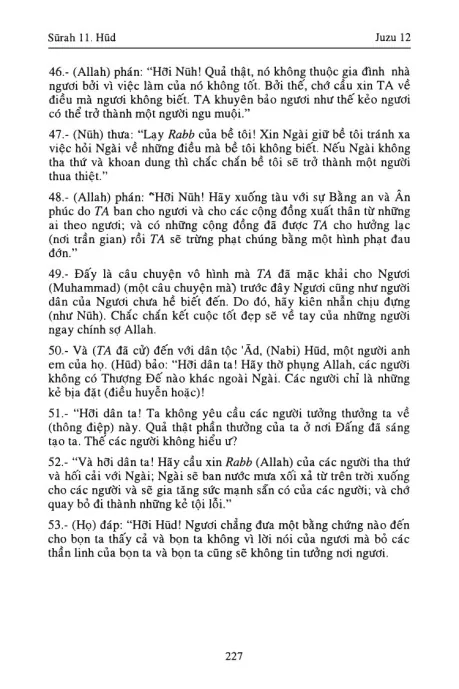 Sūrah 11. Hūd Juzu 12
46.- (Allah) phán: “Hỡi Nūh! Quả thật, nó không thuộc gia đình nhà
ngươi bởi vì việc làm của nó không tốt. Bởi thế, chớ cầu xin TA về
điều mà ngươi không biết. TA khuyên bảo ngươi như thế kẻo ngươi
có thể trở thành một người ngu muội.”
47.- (Nūh) thưa: “Lạy Rabb của bề tôi! Xin Ngài giữ bề tôi tránh xa
việc hỏi Ngài về những điều mà bề tôi không biết. Nếu Ngài không
tha thứ và khoan dung thì chắc chắn bề tôi sẽ trở thành một người
thua thiệt.”
48.- (Allah) phán: “Hỡi Nūh! Hãy xuống tàu với sự Bằng an và Ân
phúc do TA ban cho ngươi và cho các cộng đồng xuất thân từ những
ai theo ngươi; và có những cộng đồng đã được TA cho hưởng lạc
(nơi trần gian) rồi TA sẽ trừng phạt chúng bằng một hình phạt đau
đớn.”
49.- Đấy là câu chuyện vô hình mà TA đã mặc khải cho Ngươi
(Muhammad) (một câu chuyện mà) trước đây Ngươi cũng như người
dân của Ngươi chưa hề biết đến. Do đó, hãy kiên nhẫn chịu đựng
(như Nūh). Chắc chắn kết cuộc tốt đẹp sẽ về tay của những người
ngay chính sợ Allah.
50.- Và (TA đã cử) đến với dân tộc 'Ād, (Nabi) Hūd, một người anh
em của họ. (Hūd) bảo: “Hỡi dân ta! Hãy thờ phụng Allah, các người
không có Thượng Đế nào khác ngoài Ngài. Các người chỉ là những
kẻ bịa đặt (điều huyễn hoặc)!
51.- “Hỡi dân ta! Ta không yêu cầu các người tưởng thưởng ta về
(thông điệp) này. Quả thật phần thưởng của ta ở nơi Đấng đã sáng
tạo ta. Thế các người không hiểu ư?
52.- “Và hỡi dân ta! Hãy cầu xin Rabb (Allah) của các người tha thứ
và hối cải với Ngài; Ngài sẽ ban nước mưa xối xả từ trên trời xuống
cho các người và sẽ gia tăng sức mạnh sẵn có của các người; và chớ
quay bỏ đi thành những kẻ tội lỗi.”
53.- (Họ) đáp: “Hỡi Hūd! Ngươi chẳng đưa một bằng chứng nào đến
cho bọn ta thấy cả và bọn ta không vì lời nói của ngươi mà bỏ các
thần linh của bọn ta và bọn ta cũng sẽ không tin tưởng nơi ngươi.
227